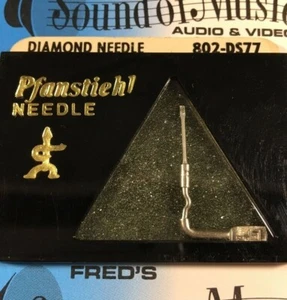 Sound of Music
AUDIO & VIDEO
DIAMOND NEEDLE 802-DS77
Pfanstiehl
NEEDLE
FRED'S